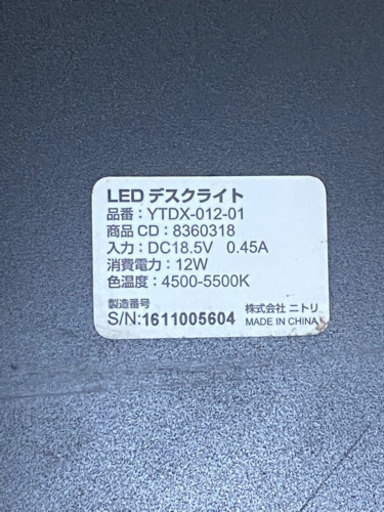 LED デスクライト
品番：YTDX-012-01
商品 CD：8360318
入力：DC18.5V 0.45A
消費電力：12W
色温度：4500-5500K
製造番号
S/N:1611005604
株式会社 ニトリ
MADE IN CHINA